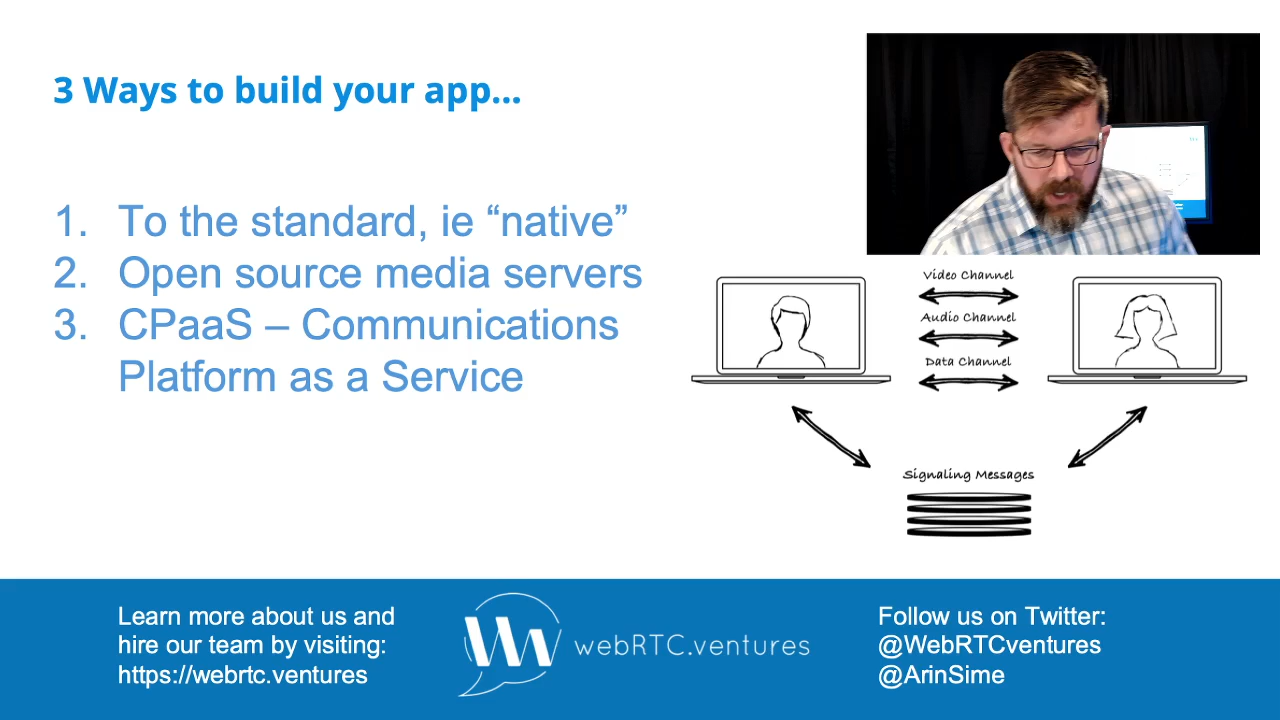 3 Ways to build your app...
1. To the standard, ie “native”
2. Open source media servers
3. CPaaS – Communications
Platform as a Service
Video Channel
Audio Channel
Data Channel
Signaling Messages
Learn more about us and
hire our team by visiting:
https://webrtc.ventures
webRTC.ventures
Follow us on Twitter:
@WebRTCventures
@ArinSime